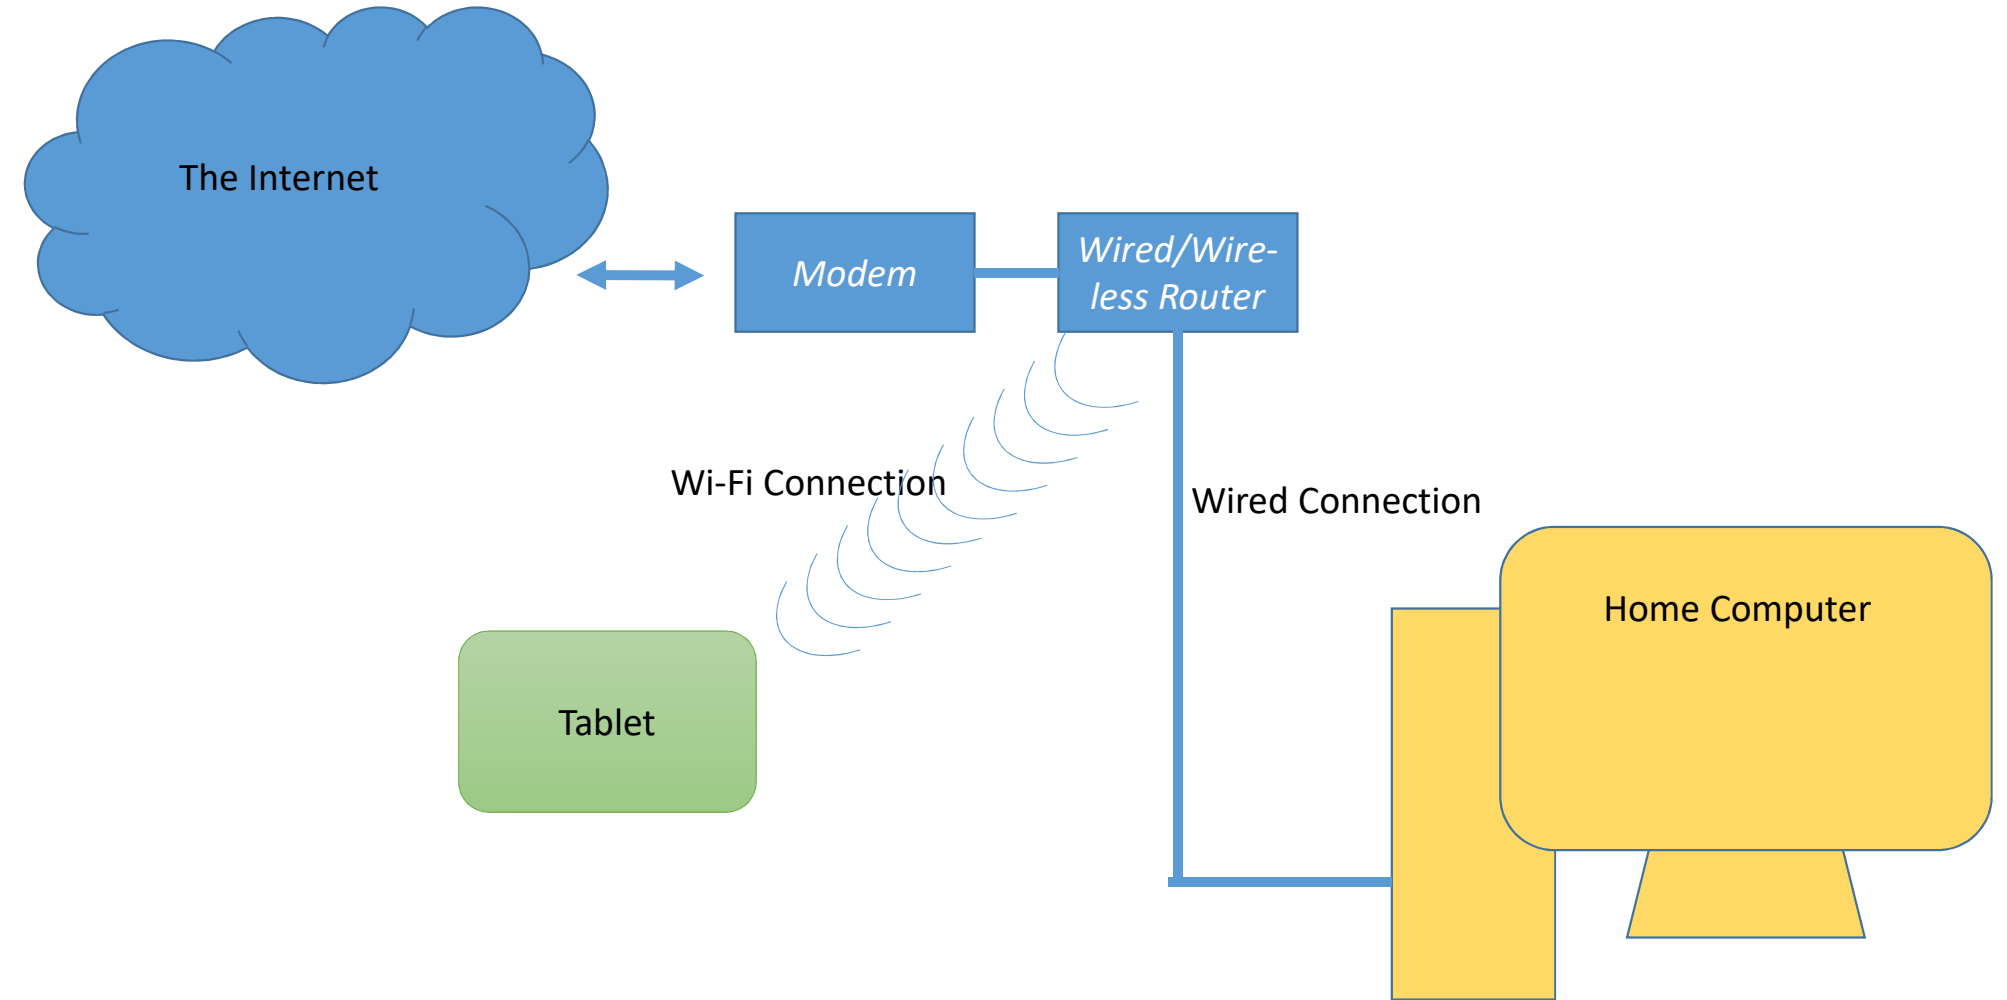 The Internet
Modem
Wired/Wire-
less Router
Wi-Fi Connection
Wired Connection
Home Computer
Tablet